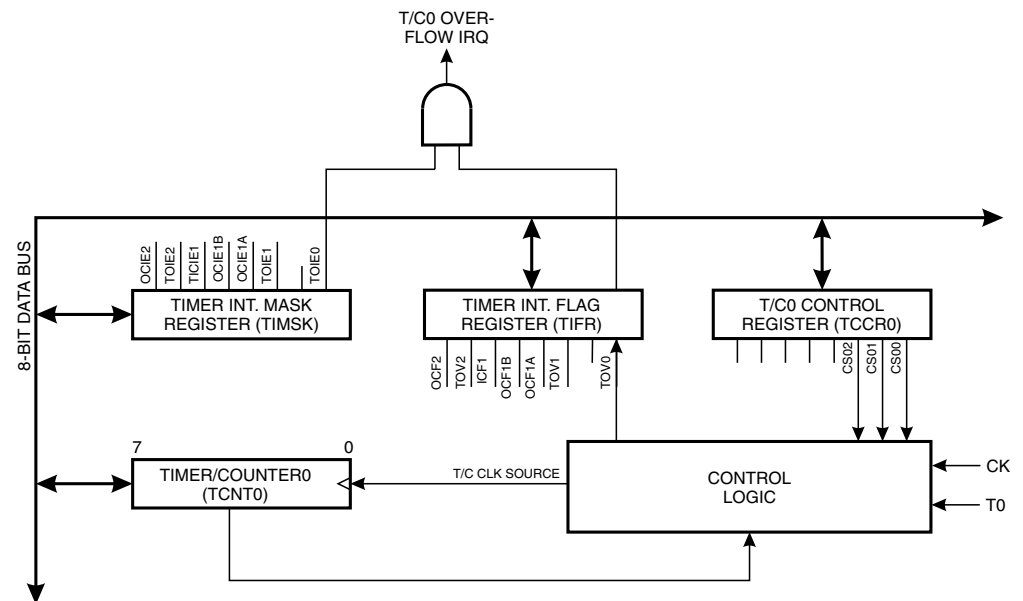 T/C0 OVER-
FLOW IRQ
8-BIT DATA BUS
OCIE2
TOIE2
TICIE1
OCIE1B
OCIE1A
TOIE1
TOIE0
TIMER INT. MASK
REGISTER (TIMSK)
TIMER INT. FLAG
REGISTER (TIFR)
T/C0 CONTROL
REGISTER (TCCR0)
OCF2
TOV2
ICF1
OCF1B
OCF1A
TOV1
TOV0
CS02
CS01
CS00
7
0
TIMER/COUNTER0
(TCNT0)
T/C CLK SOURCE
CONTROL
LOGIC
CK
T0